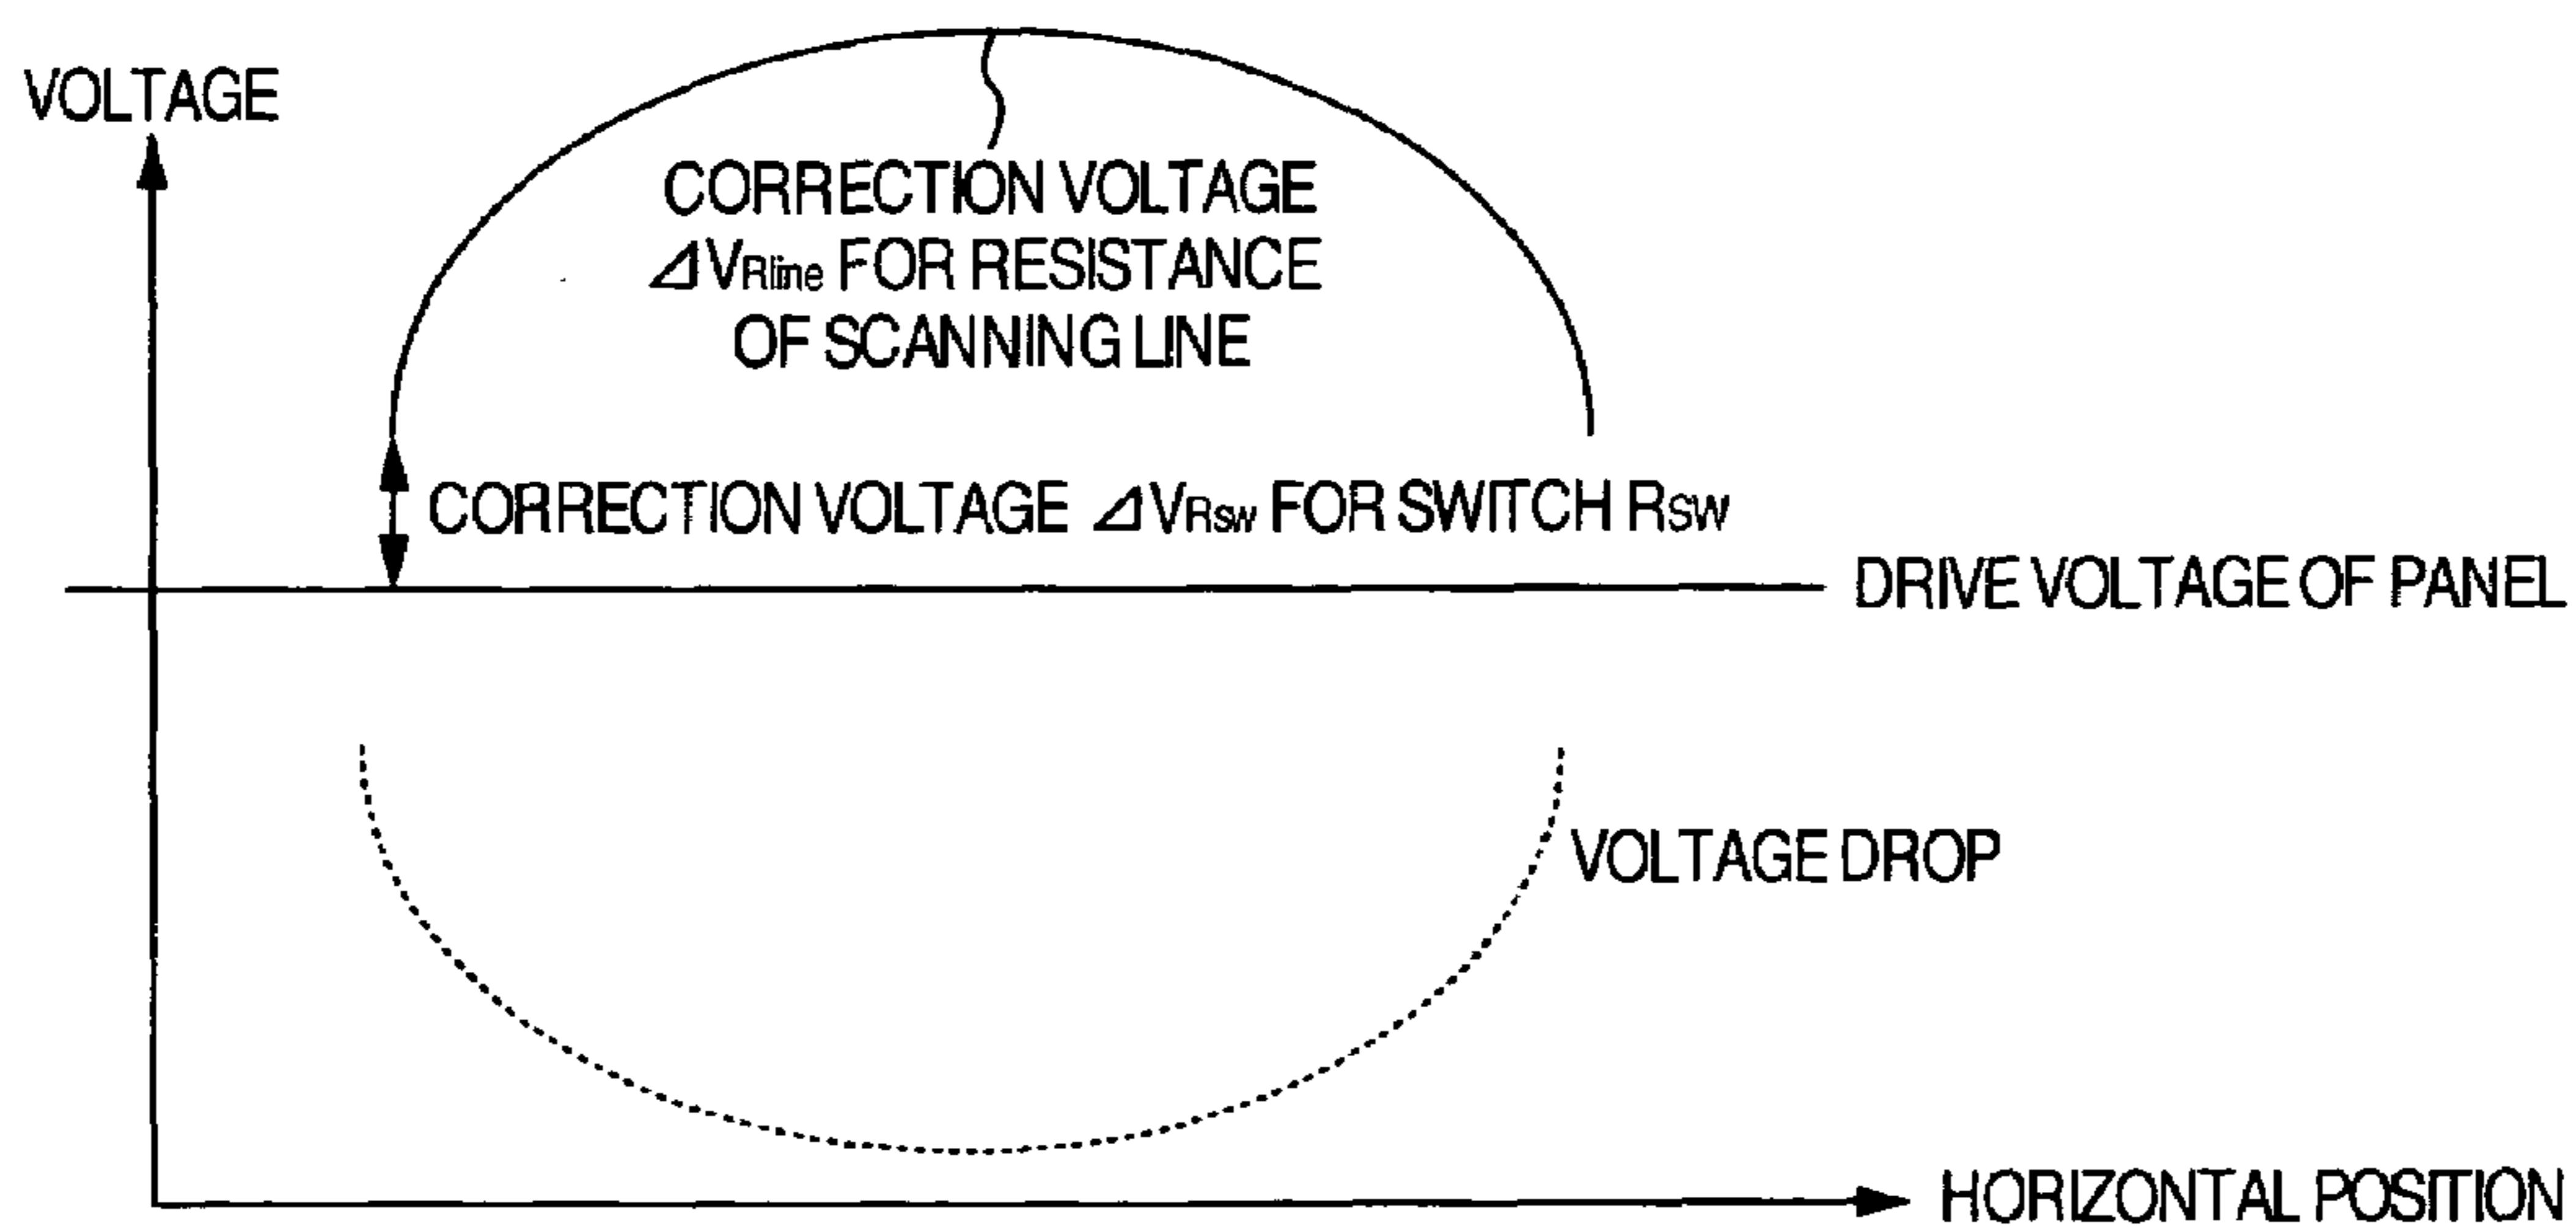 VOLTAGE
CORRECTION VOLTAGE
⊿VRline FOR RESISTANCE
OF SCANNING LINE
CORRECTION VOLTAGE ⊿VRsw FOR SWITCH RSW
DRIVE VOLTAGE OF PANEL
VOLTAGE DROP
HORIZONTAL POSITION